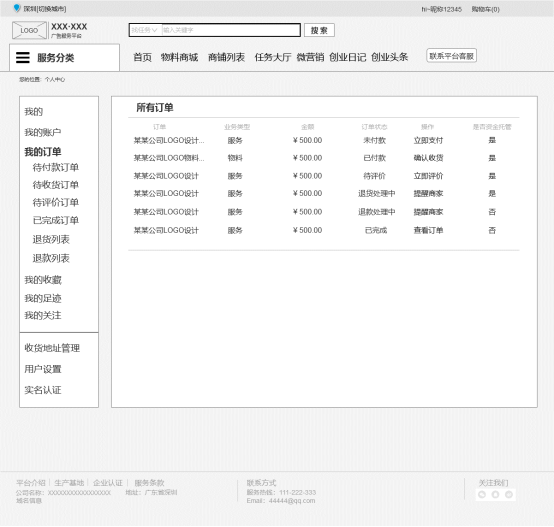 深圳[切换城市] hi~昵称12345 购物车(0)
LOGO XXX·XXX
广告服务平台
找任务 输入关键字 搜 索
服务分类 首页 物料商城 商铺列表 任务大厅 微营销 创业日记 创业头条 联系平台客服
您的位置：个人中心
我的
我的账户
我的订单
待付款订单
待收货订单
待评价订单
已完成订单
退货列表
退款列表
我的收藏
我的足迹
我的关注
收货地址管理
用户设置
实名认证
所有订单
订单 业务类型 金额 订单状态 操作 是否资金托管
某某公司LOGO设计... 服务 ¥ 500.00 未付款 立即支付 是
某某公司LOGO物料... 物料 ¥ 500.00 已付款 确认收货 是
某某公司LOGO设计 服务 ¥ 500.00 待评价 立即评价 是
某某公司LOGO设计 服务 ¥ 500.00 退货处理中 提醒商家 是
某某公司LOGO设计 服务 ¥ 500.00 退款处理中 提醒商家 否
某某公司LOGO设计 服务 ¥ 500.00 已完成 查看订单 否
平台介绍 生产基地 企业认证 服务条款
公司名称：XXXXXXXXXXXXXXXX 地址：广东省深圳
域名信息
联系方式
服务热线：111-222-333
Email：44444@qq.com
关注我们